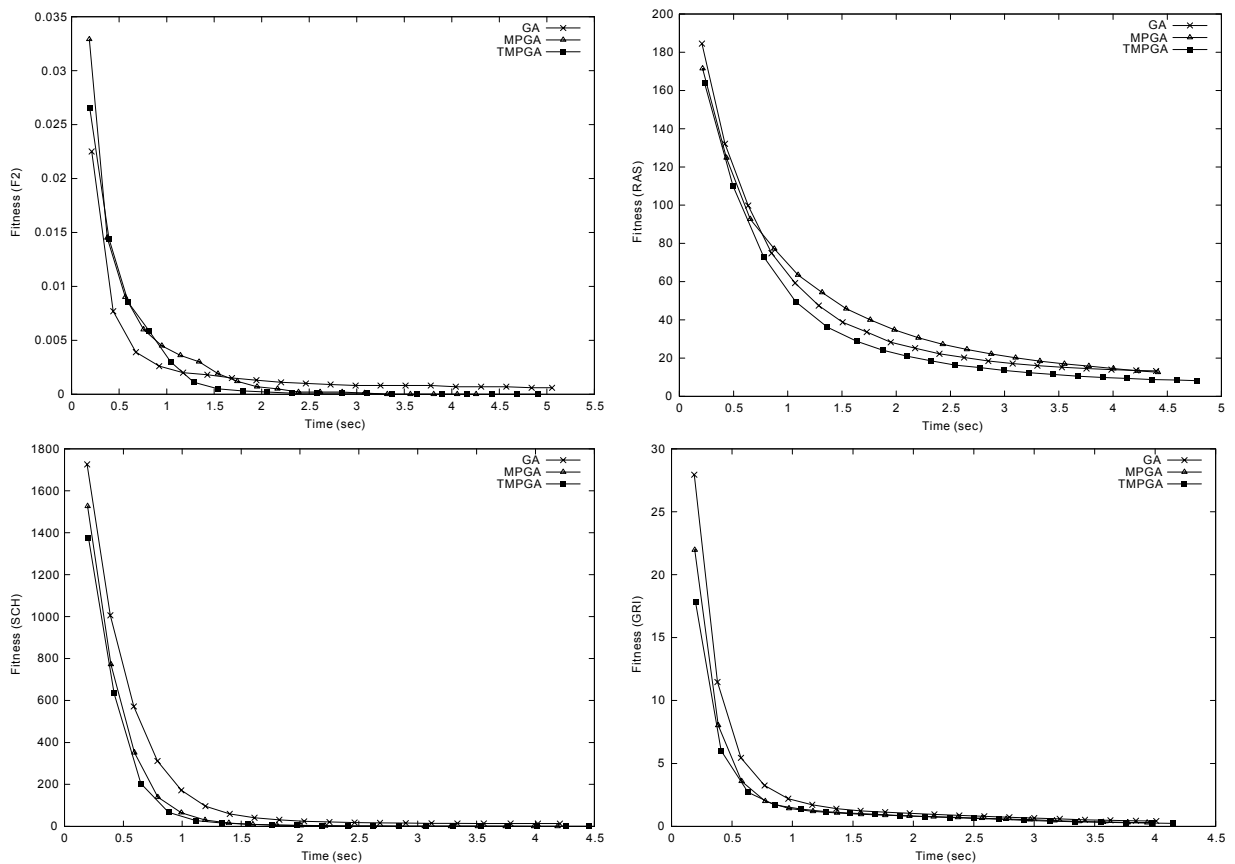 0.035
0.03
0.025
0.02
0.015
0.01
0.005
0
0 0.5 1 1.5 2 2.5 3 3.5 4 4.5 5 5.5
Fitness (F2)
Time (sec)
GA
MPGA
TMPGA
200
180
160
140
120
100
80
60
40
20
0
0 0.5 1 1.5 2 2.5 3 3.5 4 4.5 5
Fitness (RAS)
Time (sec)
GA
MPGA
TMPGA
1800
1600
1400
1200
1000
800
600
400
200
0
0 0.5 1 1.5 2 2.5 3 3.5 4 4.5
Fitness (SCH)
Time (sec)
GA
MPGA
TMPGA
30
25
20
15
10
5
0
0 0.5 1 1.5 2 2.5 3 3.5 4 4.5
Fitness (GRI)
Time (sec)
GA
MPGA
TMPGA